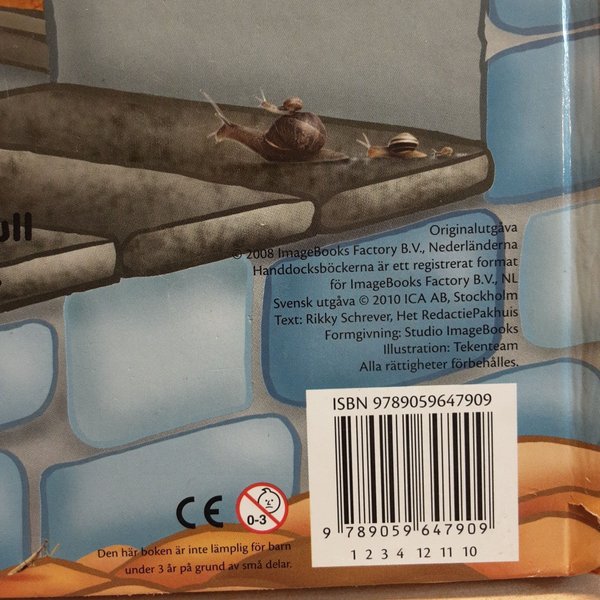 ull
Originalutgåva
© 2008 ImageBooks Factory B.V., Nederländerna
Handdocksböckerna är ett registrerat format
för ImageBooks Factory B.V., NL
Svensk utgåva © 2010 ICA AB, Stockholm
Text: Rikky Schrever, Het RedactiePakhuis
Formgivning: Studio ImageBooks
Illustration: Tekenteam
Alla rättigheter förbehålles.
ISBN 9789059647909
9 789059 647909
1 2 3 4 12 11 10
CE
0-3
Den här boken är inte lämplig för barn
under 3 år på grund av små delar.